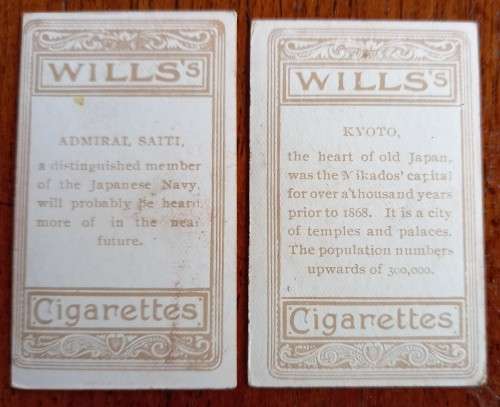 WILLS's
ADMIRAL SAITI,
a distinguished member
of the Japanese Navy,
will probably be heard
more of in the near
future.
Cigarettes.
WILLS's
KYOTO,
the heart of old Japan,
was the Mikados' capital
for over a thousand years
prior to 1868. It is a city
of temples and palaces.
The population numbers
upwards of 300,000.
Cigarettes